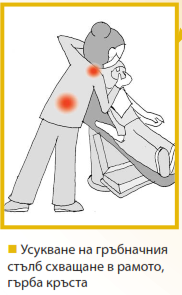 Усукване на гръбначния
стълб схващане в рамото,
гърба кръста